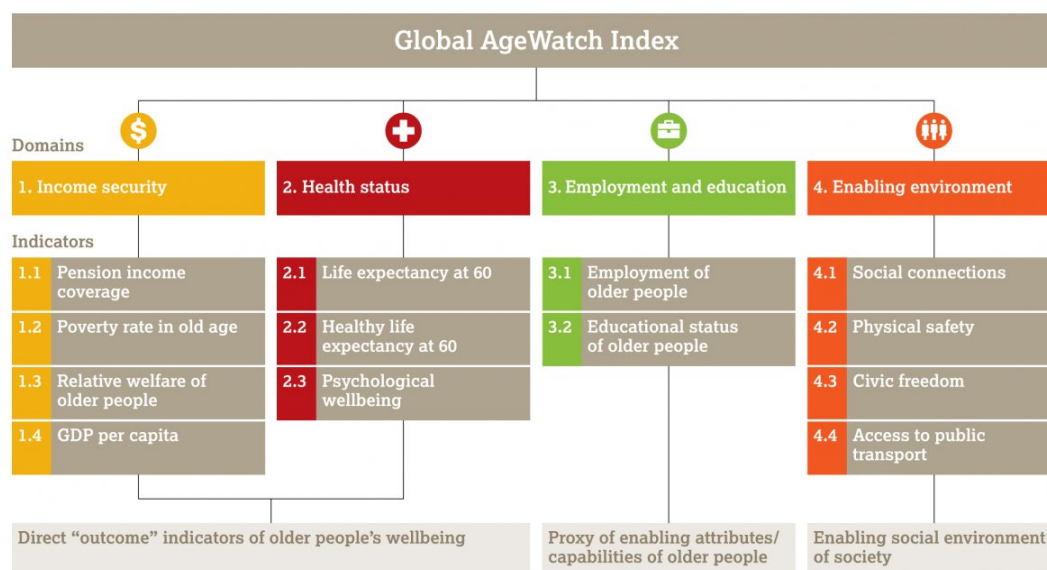 Global AgeWatch Index
$
Domains
1. Income security
2. Health status
3. Employment and education
4. Enabling environment
Indicators
1.1 Pension income
coverage
1.2 Poverty rate in old age
1.3 Relative welfare of
older people
1.4 GDP per capita
2.1 Life expectancy at 60
2.2 Healthy life
expectancy at 60
2.3 Psychological
wellbeing
3.1 Employment of
older people
3.2 Educational status
of older people
4.1 Social connections
4.2 Physical safety
4.3 Civic freedom
4.4 Access to public
transport
Direct “outcome” indicators of older people’s wellbeing
Proxy of enabling attributes/
capabilities of older people
Enabling social environment
of society